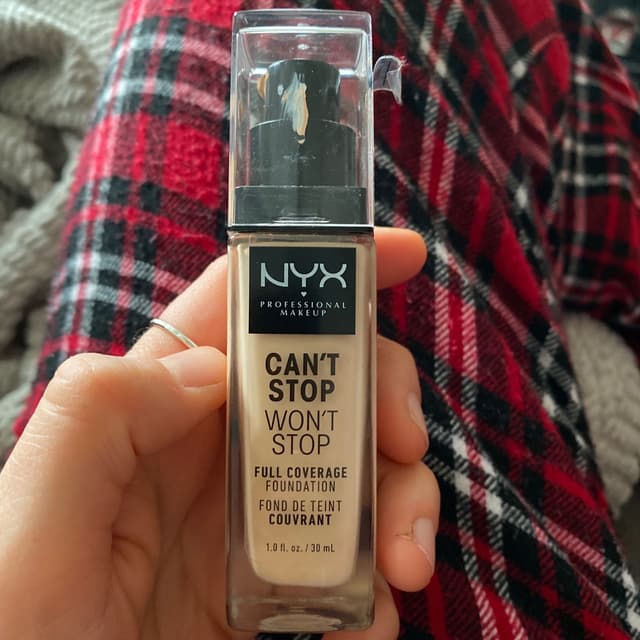 NYX
PROFESSIONAL
MAKEUP
CAN'T
STOP
WON'T
STOP
FULL COVERAGE
FOUNDATION
FOND DE TEINT
COUVRANT
1.0 fl. oz. / 30 mL